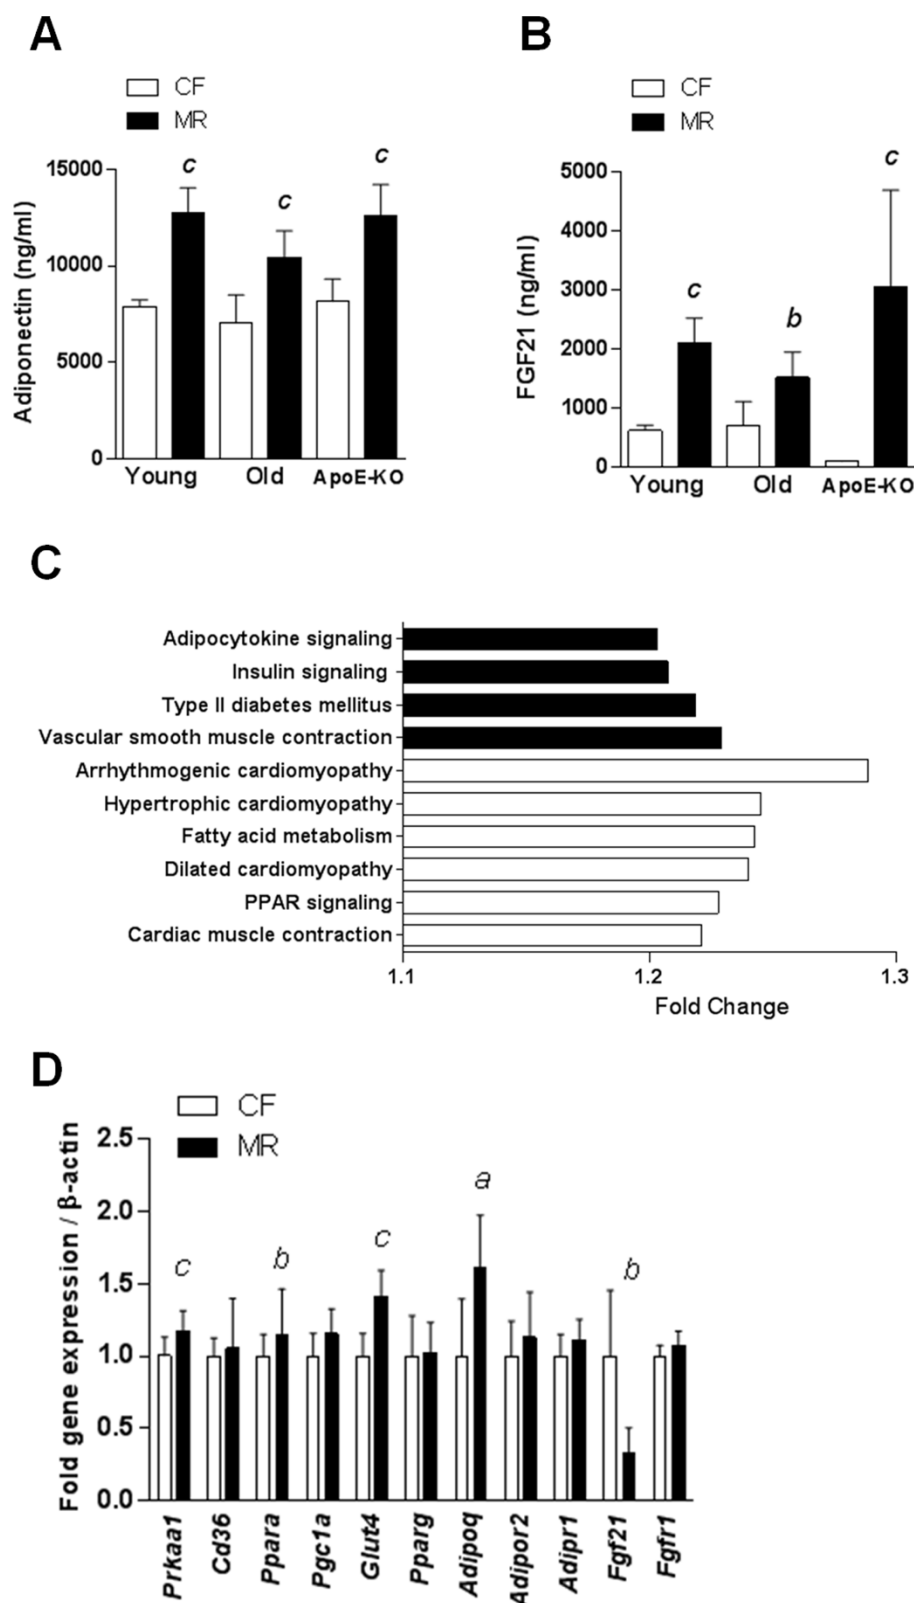 A
CF
MR
c
c
c
15000
10000
5000
0
Adiponectin (ng/ml)
Young
Old
ApoE-KO
B
CF
MR
c
b
c
5000
4000
3000
2000
1000
0
FGF21 (ng/ml)
Young
Old
ApoE-KO
C
Adipocytokine signaling
Insulin signaling
Type II diabetes mellitus
Vascular smooth muscle contraction
Arrhythmogenic cardiomyopathy
Hypertrophic cardiomyopathy
Fatty acid metabolism
Dilated cardiomyopathy
PPAR signaling
Cardiac muscle contraction
1.1
1.2
1.3
Fold Change
D
CF
MR
Fold gene expression / β-actin
2.5
2.0
1.5
1.0
0.5
0.0
c
b
c
a
b
Prkaa1
Cd36
Ppara
Pgc1a
Glut4
Pparg
Adipoq
Adipor2
Adipr1
Fgf21
Fgfr1